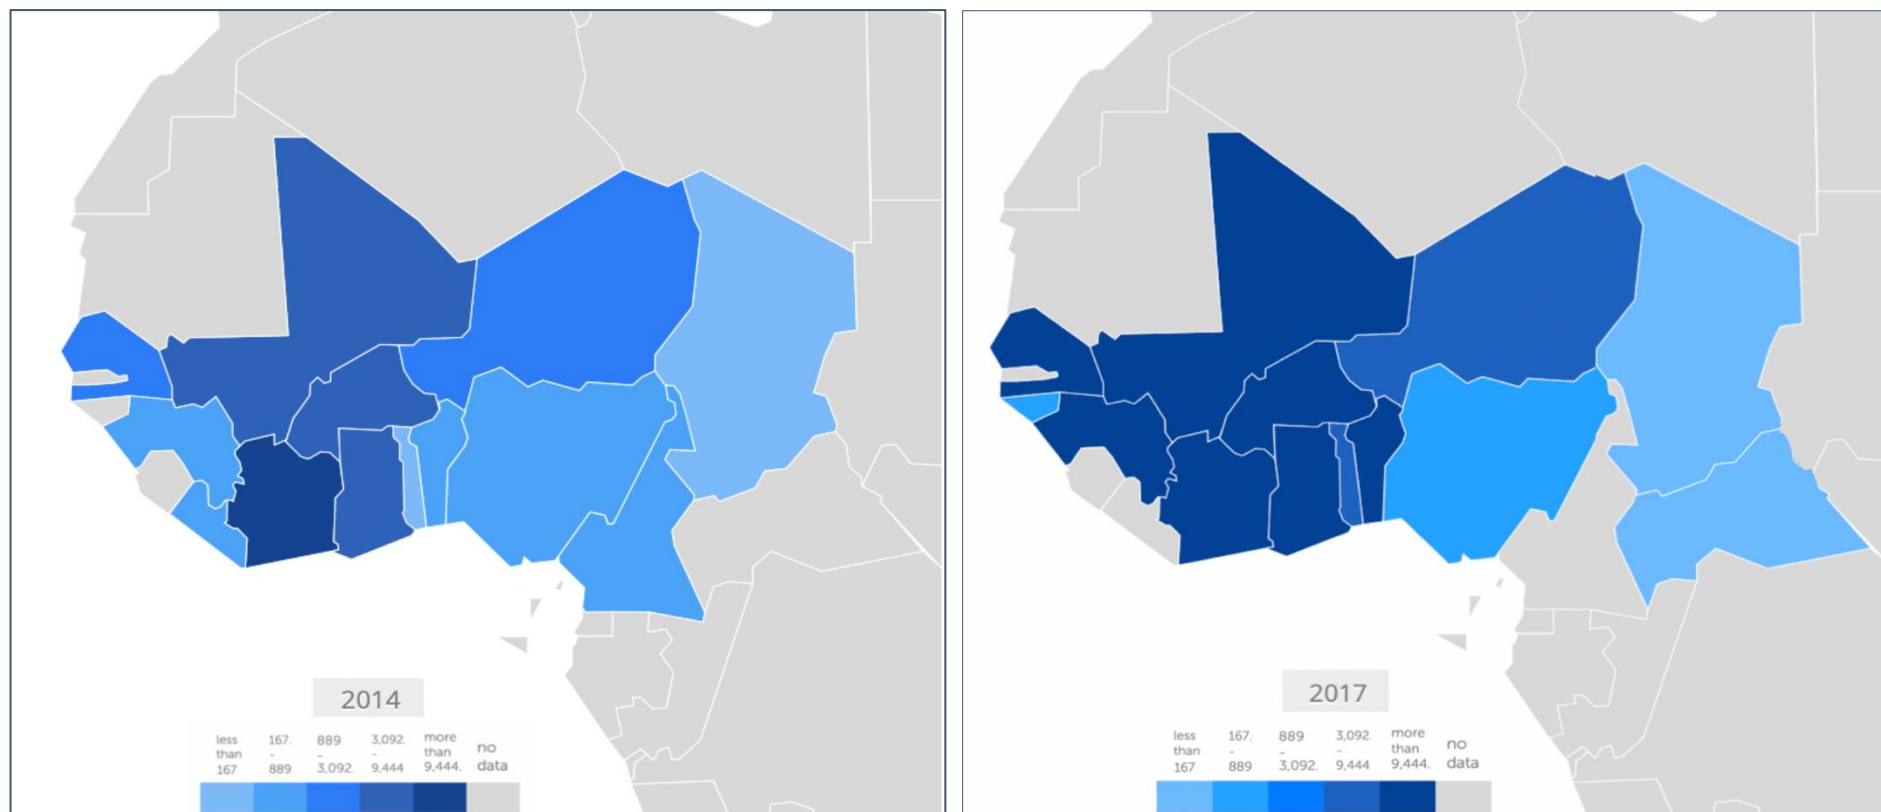 2014
less 167. 889 3,092. more no
than - - - than data
167 889 3,092. 9,444 9,444.
2017
less 167. 889 3,092. more no
than - - - than data
167 889 3,092. 9,444 9,444.